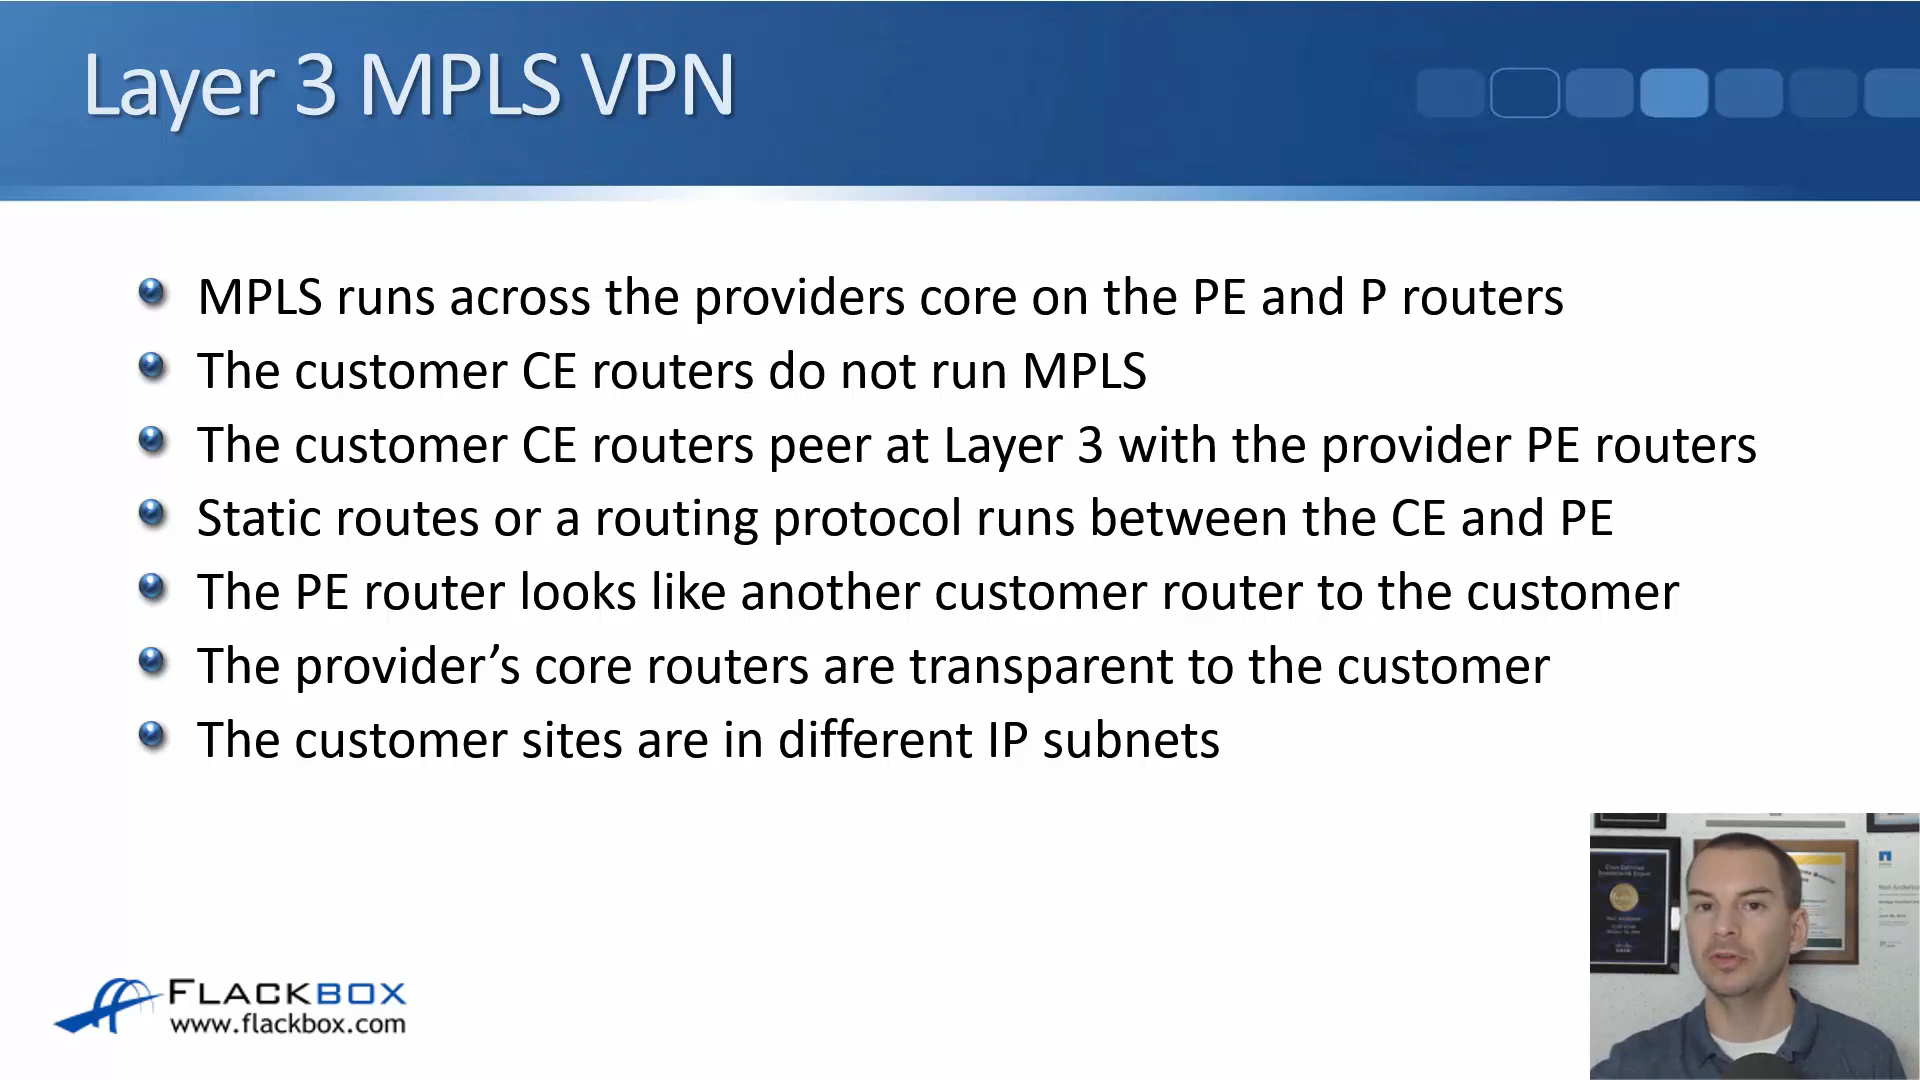 Layer 3 MPLS VPN
MPLS runs across the providers core on the PE and P routers
The customer CE routers do not run MPLS
The customer CE routers peer at Layer 3 with the provider PE routers
Static routes or a routing protocol runs between the CE and PE
The PE router looks like another customer router to the customer
The provider’s core routers are transparent to the customer
The customer sites are in different IP subnets
FLACKBOX
www.flackbox.com